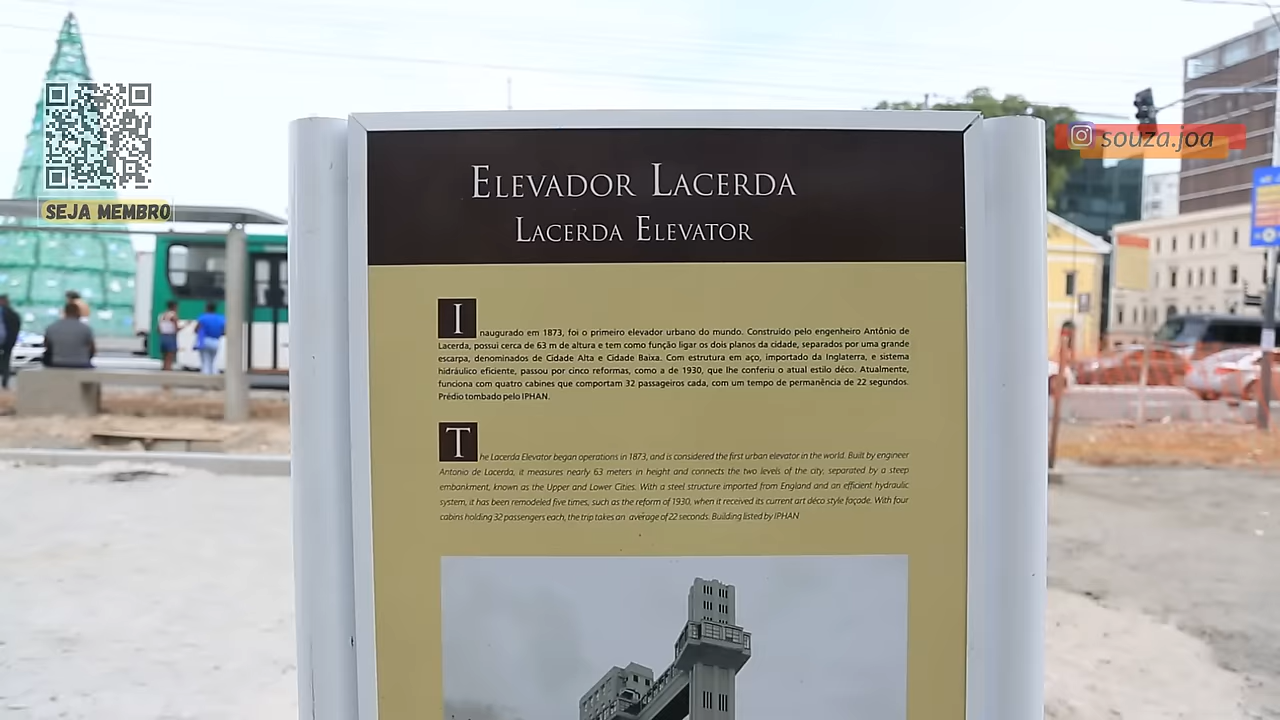 SEJA MEMBRO
souza.joa
ELEVADOR LACERDA
LACERDA ELEVATOR
Inaugurado em 1873, foi o primeiro elevador urbano do mundo. Construído pelo engenheiro Antônio de
Lacerda, possui cerca de 63 m de altura e tem como função ligar os dois planos da cidade, separados por uma grande
escarpa, denominados de Cidade Alta e Cidade Baixa. Com estrutura em aço, importado da Inglaterra, e sistema
hidráulico eficiente, passou por cinco reformas, como a de 1930, que lhe conferiu o atual estilo déco. Atualmente,
funciona com quatro cabines que comportam 32 passageiros cada, com um tempo de permanência de 22 segundos.
Prédio tombado pelo IPHAN.
The Lacerda Elevator began operations in 1873, and is considered the first urban elevator in the world. Built by engineer
Antonio de Lacerda, it measures nearly 63 meters in height and connects the two levels of the city, separated by a steep
embankment, known as the Upper and Lower Cities. With a steel structure imported from England and an efficient hydraulic
system, it has been remodeled five times, such as the reform of 1930, when it received its current art déco style façade. With four
cabins holding 32 passengers each, the trip takes an average of 22 seconds. Building listed by IPHAN